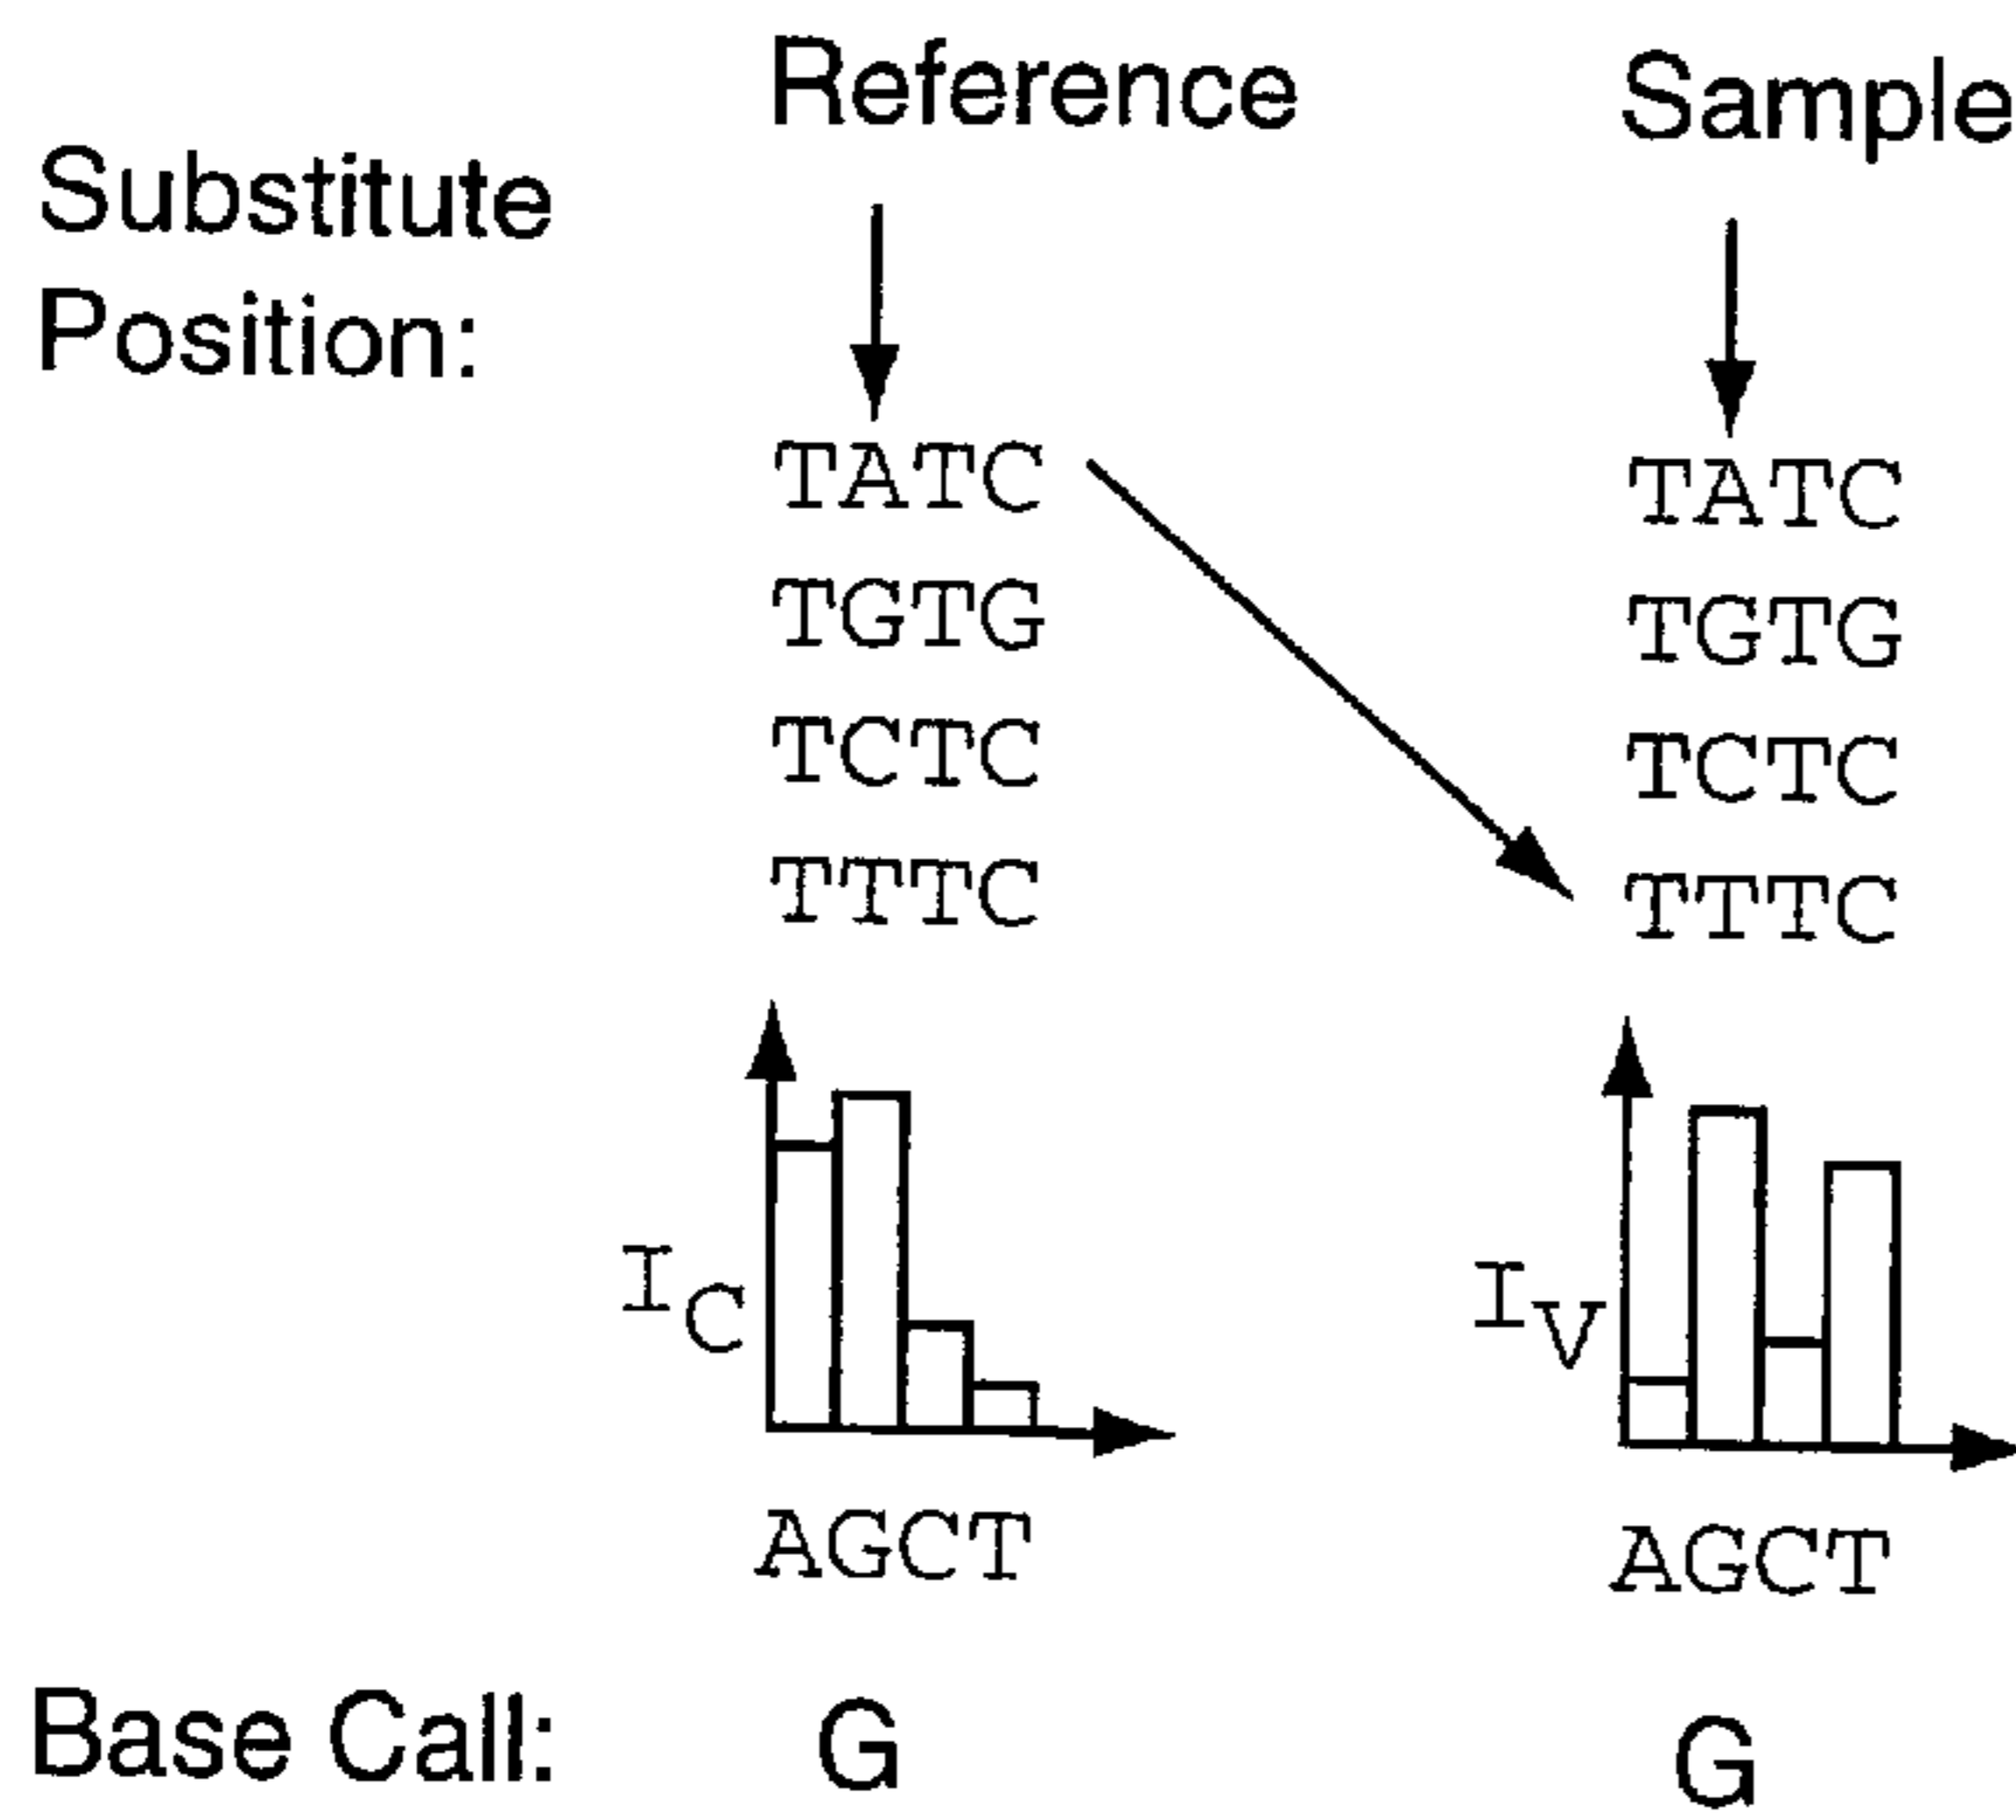 Reference Sample
Substitute
Position:
TATC TATC
TGTG TGTG
TCTC TCTC
TTTC TTTC
IC IV
AGCT AGCT
Base Call: G G